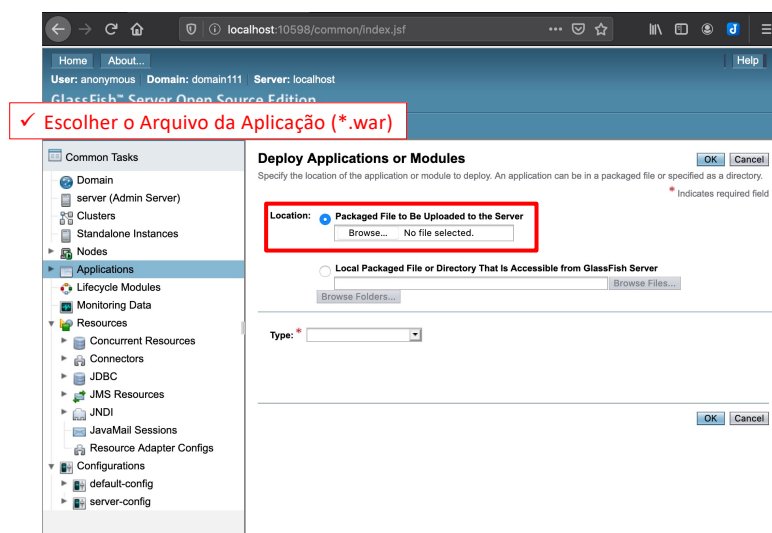 localhost:10598/common/index.jsf
Home About... Help
User: anonymous Domain: domain111 Server: localhost
GlassFish™ Server Open Source Edition
✓ Escolher o Arquivo da Aplicação (*.war)
Common Tasks
Domain
server (Admin Server)
Clusters
Standalone Instances
Nodes
Applications
Lifecycle Modules
Monitoring Data
Resources
Concurrent Resources
Connectors
JDBC
JMS Resources
JNDI
JavaMail Sessions
Resource Adapter Configs
Configurations
default-config
server-config
Deploy Applications or Modules
OK Cancel
Specify the location of the application or module to deploy. An application can be in a packaged file or specified as a directory.
* Indicates required field
Location: Packaged File to Be Uploaded to the Server
Browse... No file selected.
Local Packaged File or Directory That Is Accessible from GlassFish Server
Browse Files...
Browse Folders...
Type: *
OK Cancel